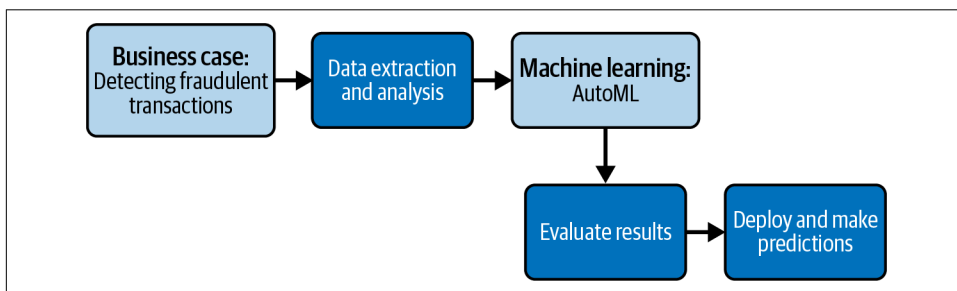 Business case:
Detecting fraudulent
transactions
Data extraction
and analysis
Machine learning:
AutoML
Evaluate results
Deploy and make
predictions